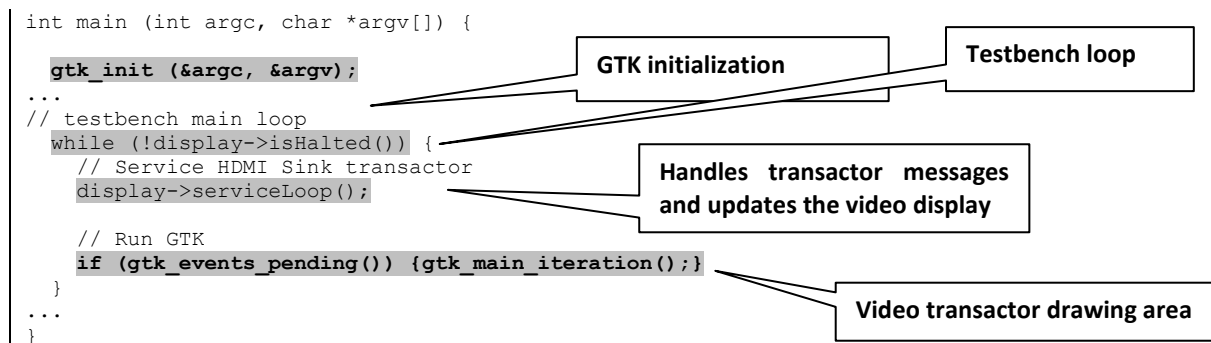 int main (int argc, char *argv[]) {
gtk_init (&argc, &argv);
GTK initialization
Testbench loop
...
// testbench main loop
while (!display->isHalted()) {
// Service HDMI Sink transactor
display->serviceLoop();
Handles transactor messages
and updates the video display
// Run GTK
if (gtk_events_pending()) {gtk_main_iteration();}
}
Video transactor drawing area
...
}